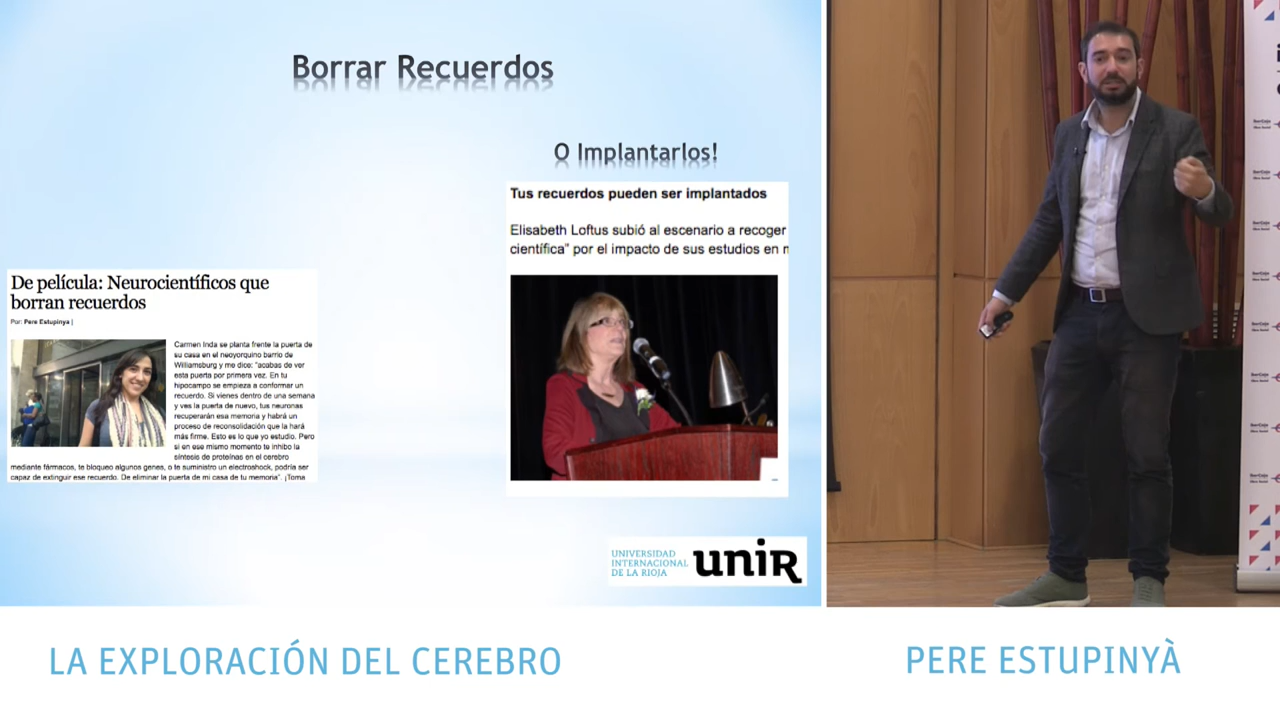 Borrar Recuerdos
O Implantarlos!
Tus recuerdos pueden ser implantados
Elisabeth Loftus subió al escenario a recoger
científica" por el impacto de sus estudios en
De película: Neurocientíficos que
borran recuerdos
Por: Pere Estupinya |
Carmen Inda se planta frente la puerta de
su casa en el neoyorquino barrio de
Williamsburg y me dice: "acabas de ver
esta puerta por primera vez. En tu
hipocampo se empieza a conformar un
recuerdo. Si vienes dentro de una semana
y ves la puerta de nuevo, tus neuronas
recuperarán esa memoria y habrá un
proceso de reconsolidación que la hará
más firme. Esto es lo que yo estudio. Pero
si en ese mismo momento te inhibo la
síntesis de proteínas en el cerebro
mediante fármacos, te bloqueo algunos genes, o te suministro un electroshock, podría ser
capaz de extinguir ese recuerdo. De eliminar la puerta de mi casa de tu memoria". ¡Toma
UNIVERSIDAD
INTERNACIONAL
DE LA RIOJA
uniR
LA EXPLORACIÓN DEL CEREBRO
PERE ESTUPINYÀ